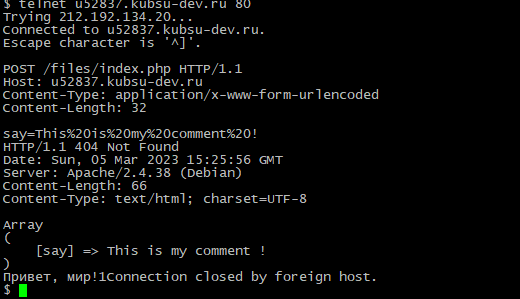 $ telnet u52837.kubsu-dev.ru 80
Trying 212.192.134.20...
Connected to u52837.kubsu-dev.ru.
Escape character is '^]'.
POST /files/index.php HTTP/1.1
Host: u52837.kubsu-dev.ru
Content-Type: application/x-www-form-urlencoded
Content-Length: 32
say=This%20is%20my%20comment%20!
HTTP/1.1 404 Not Found
Date: Sun, 05 Mar 2023 15:25:56 GMT
Server: Apache/2.4.38 (Debian)
Content-Length: 66
Content-Type: text/html; charset=UTF-8
Array
(
    [say] => This is my comment !
)
Привет, мир!1Connection closed by foreign host.
$